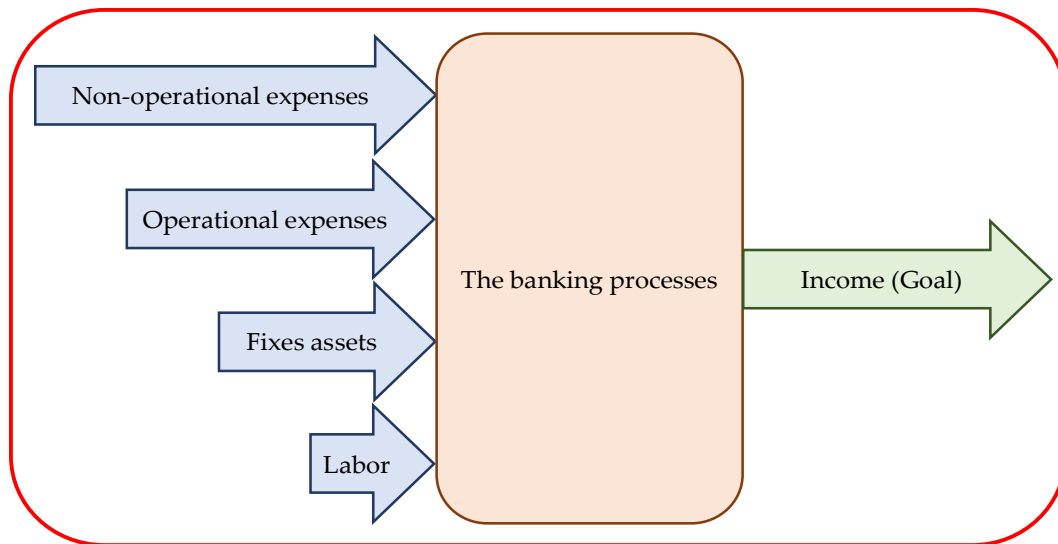 Non-operational expenses
Operational expenses
The banking processes
Income (Goal)
Fixes assets
Labor